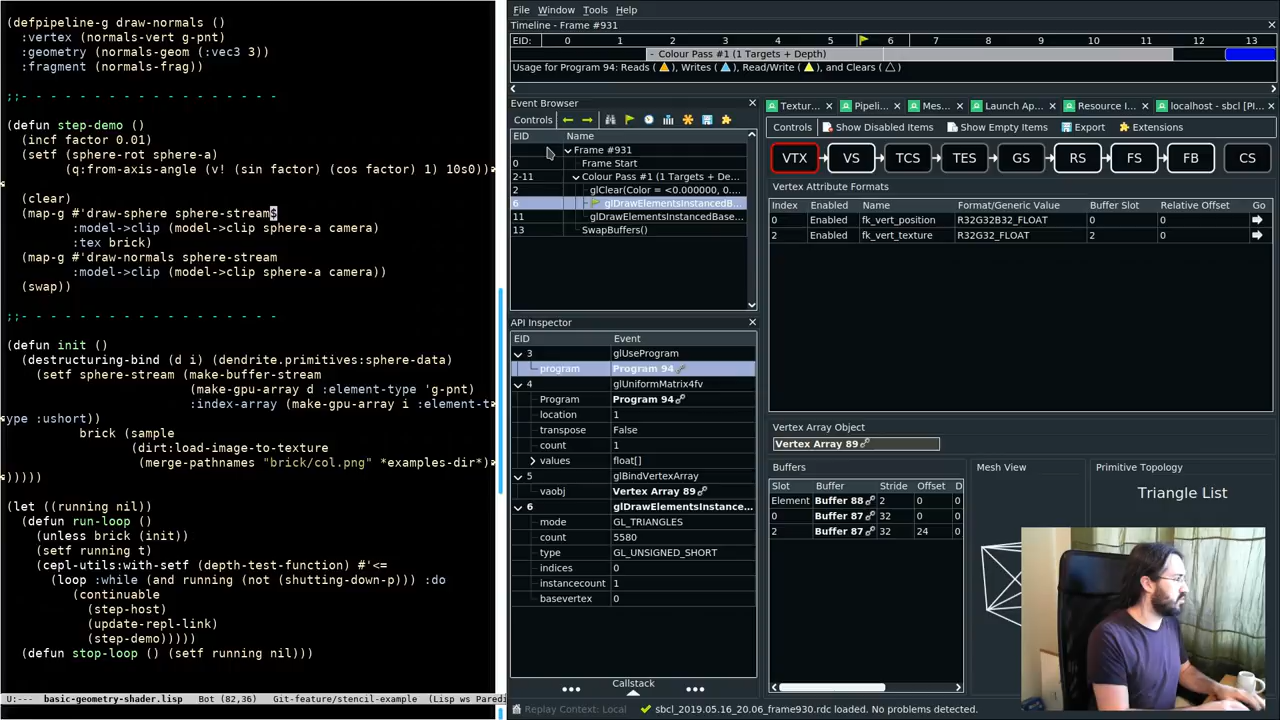 (defpipeline-g draw-normals ()
  :vertex (normals-vert g-pnt)
  :geometry (normals-geom (:vec3 3))
  :fragment (normals-frag))
;;- - - - - - - - - - - - - - - - - -
(defun step-demo ()
  (incf factor 0.01)
  (setf (sphere-rot sphere-a)
        (q:from-axis-angle (v! (sin factor) (cos factor) 1) 10s0))
  (clear)
  (map-g #'draw-sphere sphere-stream$
         :model->clip (model->clip sphere-a camera)
         :tex brick)
  (map-g #'draw-normals sphere-stream
         :model->clip (model->clip sphere-a camera))
  (swap))
;;- - - - - - - - - - - - - - - - - -
(defun init ()
  (destructuring-bind (d i) (dendrite.primitives:sphere-data)
    (setf sphere-stream (make-buffer-stream
                         (make-gpu-array d :element-type 'g-pnt)
                         :index-array (make-gpu-array i :element-t
ype :ushort))
          brick (sample
                 (dirt:load-image-to-texture
                  (merge-pathnames "brick/col.png" *examples-dir*)
)))))
(let ((running nil))
  (defun run-loop ()
    (unless brick (init))
    (setf running t)
    (cepl-utils:with-setf (depth-test-function) #'<=
      (loop :while (and running (not (shutting-down-p))) :do
         (continuable
           (step-host)
           (update-repl-link)
           (step-demo)))))
  (defun stop-loop () (setf running nil)))
U:--- basic-geometry-shader.lisp Bot (82,36) Git-feature/stencil-example (Lisp ws Paredi
File Window Tools Help
Timeline - Frame #931
EID: 0 1 2 3 4 5 6 7 8 9 10 11 12 13
- Colour Pass #1 (1 Targets + Depth)
Usage for Program 94: Reads ( ), Writes ( ), Read/Write ( ), and Clears ( )
Event Browser
Controls
EID Name
Frame #931
0 Frame Start
2-11 Colour Pass #1 (1 Targets + De...
2 glClear(Color = <0.000000, 0....
6 glDrawElementsInstancedB...
11 glDrawElementsInstancedBase...
13 SwapBuffers()
API Inspector
EID Event
3 glUseProgram
program Program 94
4 glUniformMatrix4fv
Program Program 94
location 1
transpose False
count 1
values float[]
5 glBindVertexArray
vaobj Vertex Array 89
6 glDrawElementsInstance...
mode GL_TRIANGLES
count 5580
type GL_UNSIGNED_SHORT
indices 0
instancecount 1
basevertex 0
Callstack
Textur... Pipeli... Mes... Launch Ap... Resource I... localhost - sbcl [PI...
Controls Show Disabled Items Show Empty Items Export Extensions
VTX VS TCS TES GS RS FS FB CS
Vertex Attribute Formats
Index Enabled Name Format/Generic Value Buffer Slot Relative Offset Go
0 Enabled fk_vert_position R32G32B32_FLOAT 0 0
2 Enabled fk_vert_texture R32G32_FLOAT 2 0
Vertex Array Object
Vertex Array 89
Buffers
Slot Buffer Stride Offset D
Element Buffer 88 2 0 0
0 Buffer 87 32 0 0
2 Buffer 87 32 24 0
Mesh View
Primitive Topology
Triangle List
Replay Context: Local sbcl_2019.05.16_20.06_frame930.rdc loaded. No problems detected.